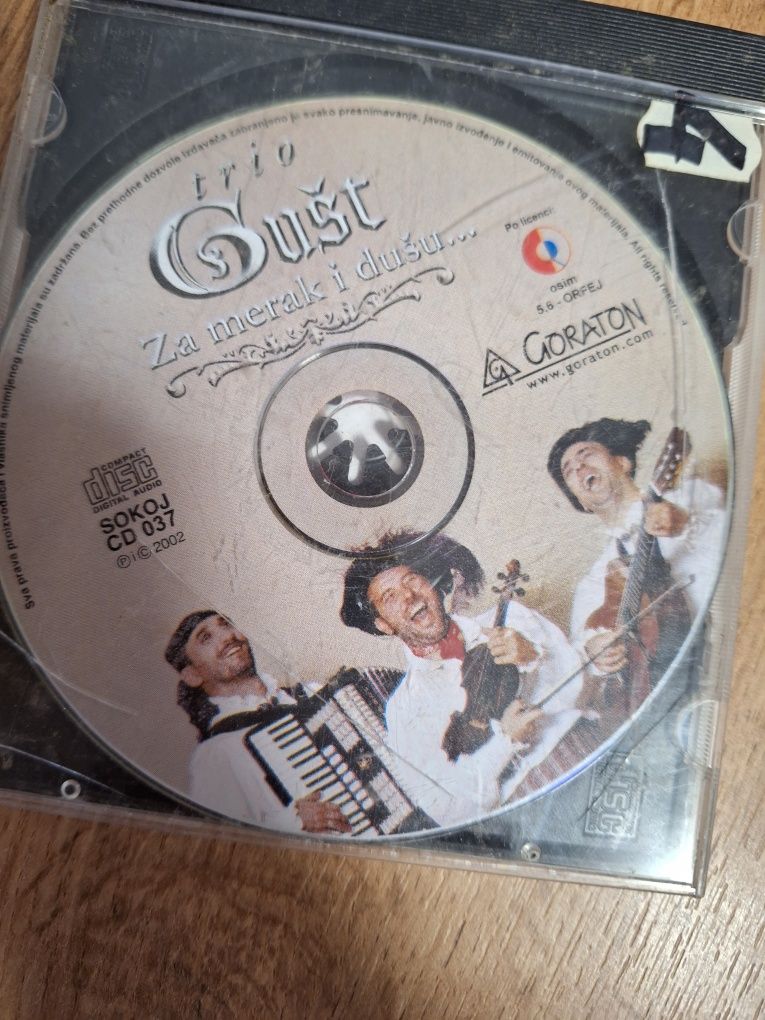 Sva prava proizvođača i vlasnika snimljenog materijala su zadržana. Bez prethodne dozvole izdavača zabranjeno je svako presnimavanje, javno izvođenje i emitovanje ovog materijala. All rights reserved
trio
Gušt
Za merak i dušu...
Po licenci:
osim
5,6 - ORFEJ
GORATON
www.goraton.com
COMPACT
disc
DIGITAL AUDIO
SOKOJ
CD 037
Ⓟ i © 2002
disc